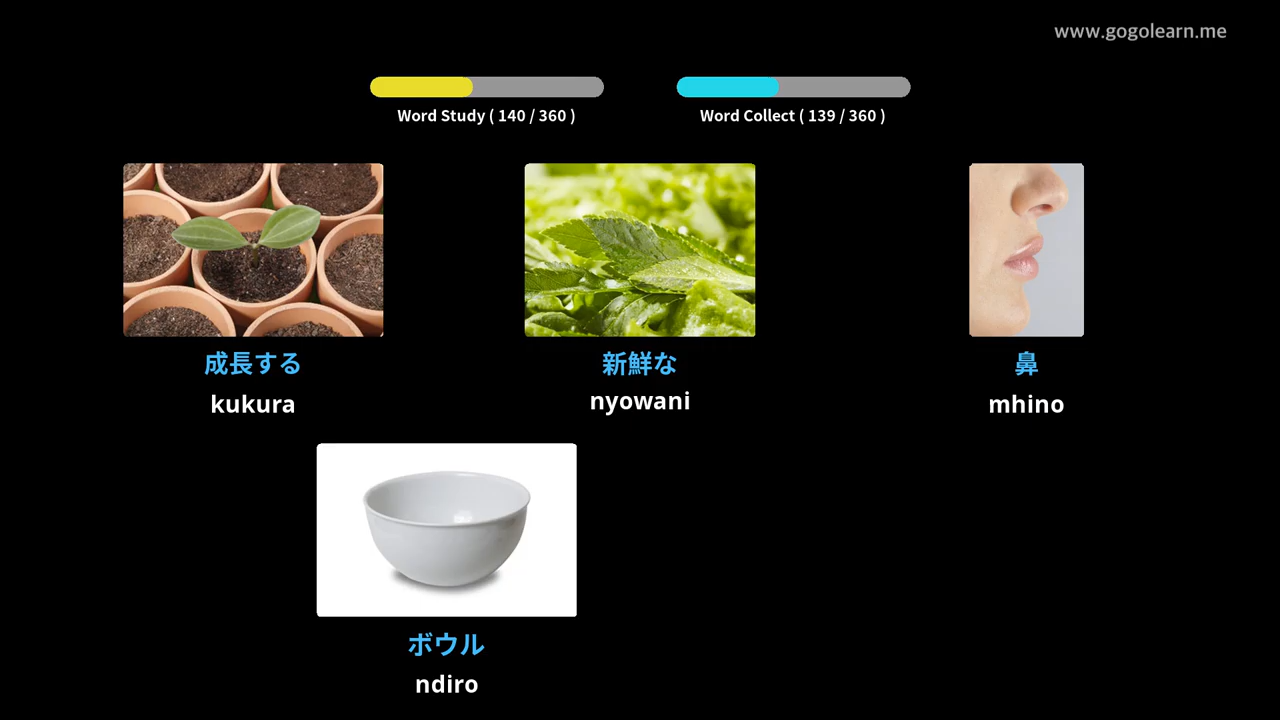 www.gogolearn.me
Word Study ( 140 / 360 )
Word Collect ( 139 / 360 )
成長する
kukura
新鮮な
nyowani
鼻
mhino
ボウル
ndiro